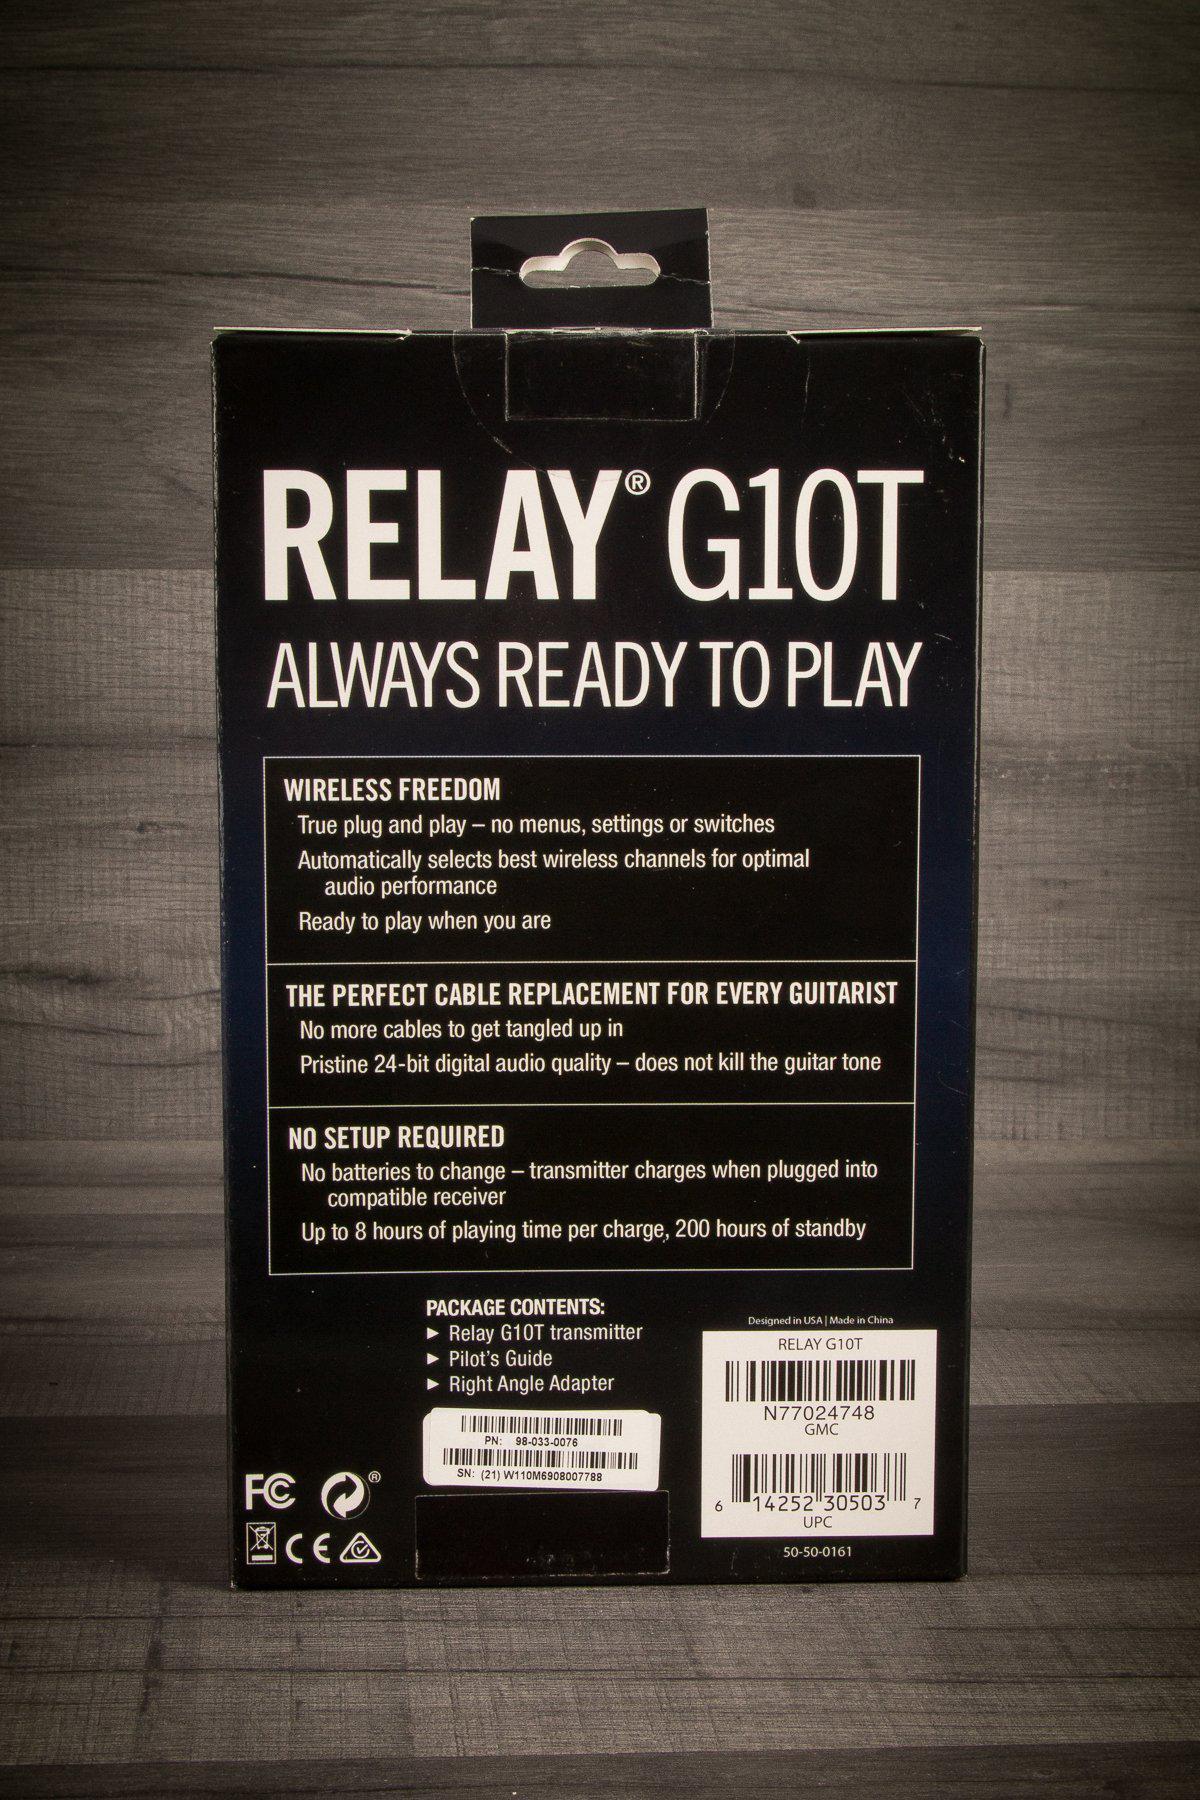 RELAY® G10T
ALWAYS READY TO PLAY
WIRELESS FREEDOM
True plug and play – no menus, settings or switches
Automatically selects best wireless channels for optimal
audio performance
Ready to play when you are
THE PERFECT CABLE REPLACEMENT FOR EVERY GUITARIST
No more cables to get tangled up in
Pristine 24-bit digital audio quality – does not kill the guitar tone
NO SETUP REQUIRED
No batteries to change – transmitter charges when plugged into
compatible receiver
Up to 8 hours of playing time per charge, 200 hours of standby
PACKAGE CONTENTS:
► Relay G10T transmitter
► Pilot's Guide
► Right Angle Adapter
PN: 98-033-0076
SN: (21) W110M6908007788
FC ®
CE
Designed in USA | Made in China
RELAY G10T
N77024748
GMC
6 14252 30503 7
UPC
50-50-0161